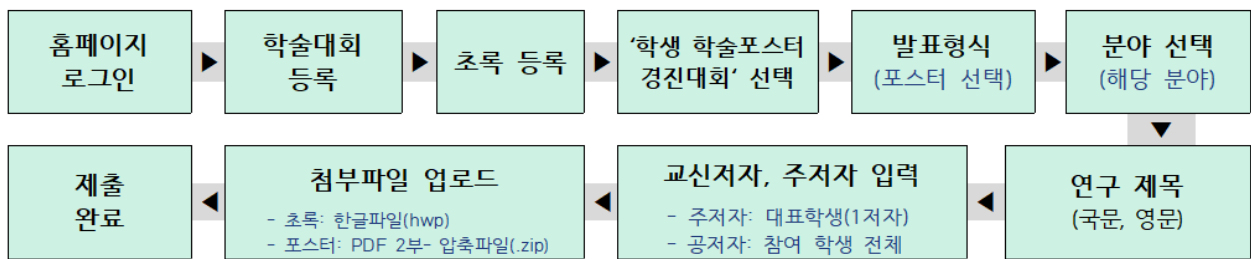 홈페이지
로그인
▶
학술대회
등록
▶
초록 등록
▶
'학생 학술포스터
경진대회' 선택
▶
발표형식
(포스터 선택)
▶
분야 선택
(해당 분야)
▼
연구 제목
(국문, 영문)
◀
교신저자, 주저자 입력
- 주저자: 대표학생(1저자)
- 공저자: 참여 학생 전체
◀
첨부파일 업로드
- 초록: 한글파일(hwp)
- 포스터: PDF 2부- 압축파일(.zip)
◀
제출
완료